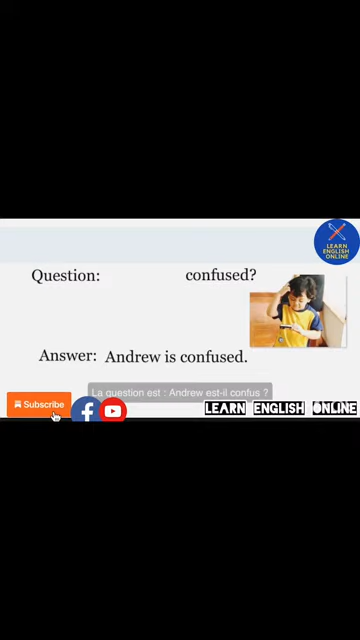 LEARN
ENGLISH
ONLINE
Question: confused?
Answer: Andrew is confused.
La question est : Andrew est-il confus ?
Subscribe
LEARN ENGLISH ONLINE